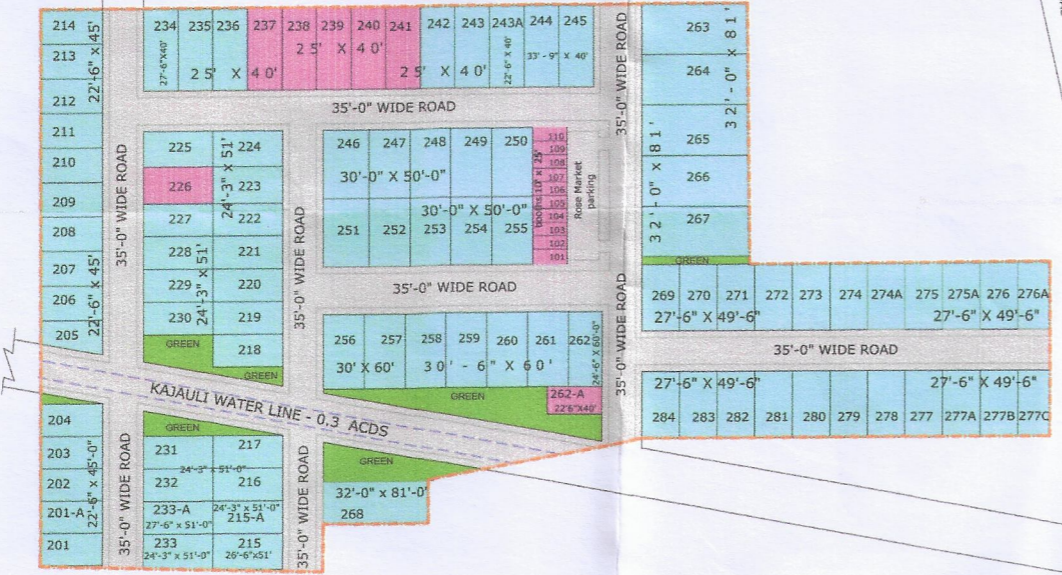 214
213
22'-6" x 45'
212
211
210
209
208
207
22'-6" x 45'
206
205
35'-0" WIDE ROAD
234
235
236
237
238
239
240
241
242
243
243A
244
245
27'-6"X40'
25' X 40'
25' X 40'
25' X 40'
22'-6" X 40'
33'-9" X 40'
35'-0" WIDE ROAD
35'-0" WIDE ROAD
263
264
32'-0" x 81'
265
266
267
32'-0" x 81'
GREEN
225
224
226
223
227
222
228
221
229
220
230
219
218
24'-3" x 51'
24'-3" x 51'
GREEN
GREEN
35'-0" WIDE ROAD
246
247
248
249
250
30'-0" X 50'-0"
30'-0" X 50'-0"
251
252
253
254
255
110
109
108
107
106
105
104
103
102
101
booths 10' x 25'
Rose Market
parking
35'-0" WIDE ROAD
35'-0" WIDE ROAD
256
257
258
259
260
261
262
30' X 60'
30'-6" X 60'
24'-6" X 60'-0"
262-A
22'6"X40'
GREEN
269
270
271
272
273
274
274A
275
275A
276
276A
27'-6" X 49'-6"
27'-6" X 49'-6"
35'-0" WIDE ROAD
27'-6" X 49'-6"
27'-6" X 49'-6"
284
283
282
281
280
279
278
277
277A
277B
277C
KAJAULI WATER LINE - 0.3 ACDS
204
203
202
201-A
201
22'-6" x 45'-0"
35'-0" WIDE ROAD
GREEN
231
217
24'-3" x 51'-0"
232
216
233-A
27'-6" x 51'-0"
24'-3" x 51'-0"
215-A
233
24'-3" x 51'-0"
215
26'-6"x51'
35'-0" WIDE ROAD
GREEN
32'-0" x 81'-0"
268